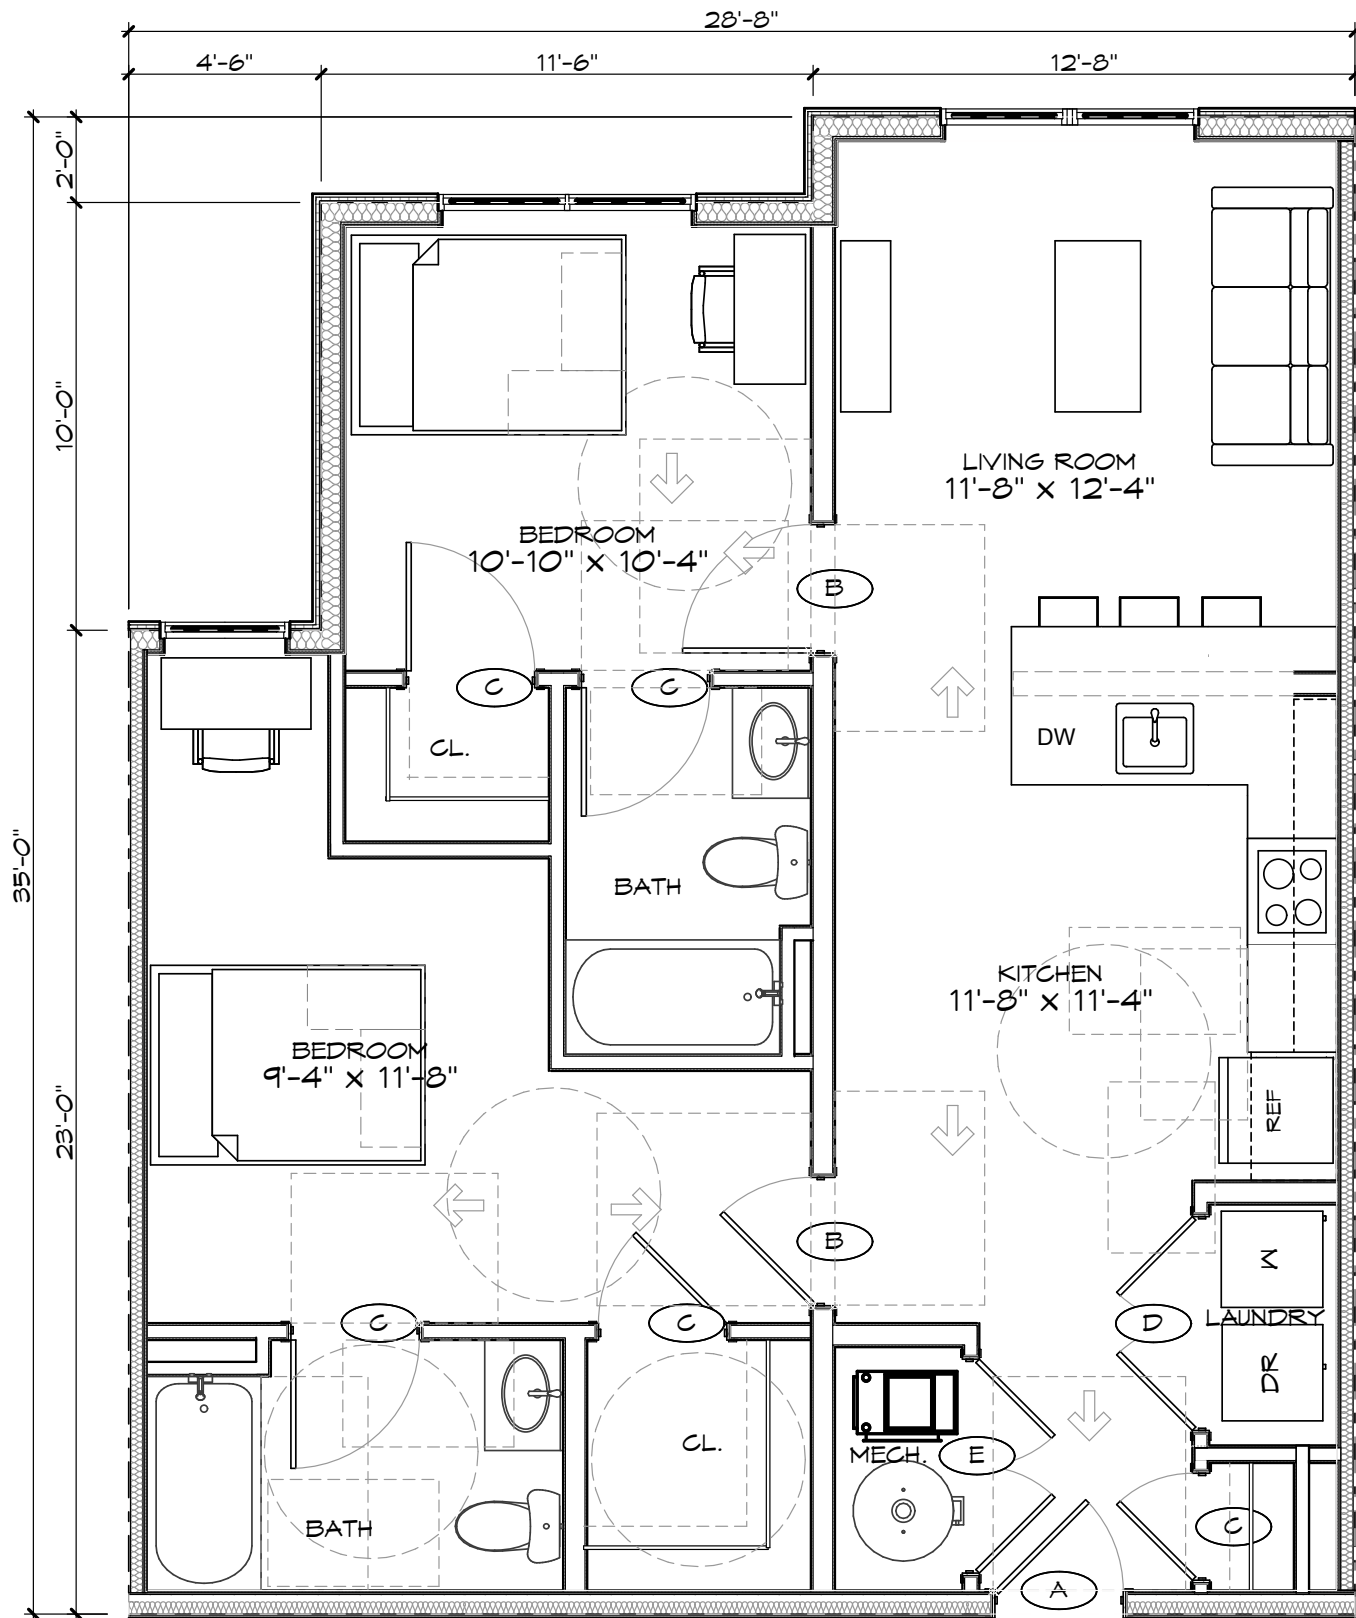 28'-8"
4'-6"
11'-6"
12'-8"
2'-0"
10'-0"
35'-0"
23'-0"
LIVING ROOM
11'-8" x 12'-4"
BEDROOM
10'-10" x 10'-4"
B
C
C
CL.
DW
BATH
KITCHEN
11'-8" x 11'-4"
BEDROOM
9'-4" x 11'-8"
REF
B
W
C
C
D
LAUNDRY
DR
CL.
MECH.
E
BATH
C
A